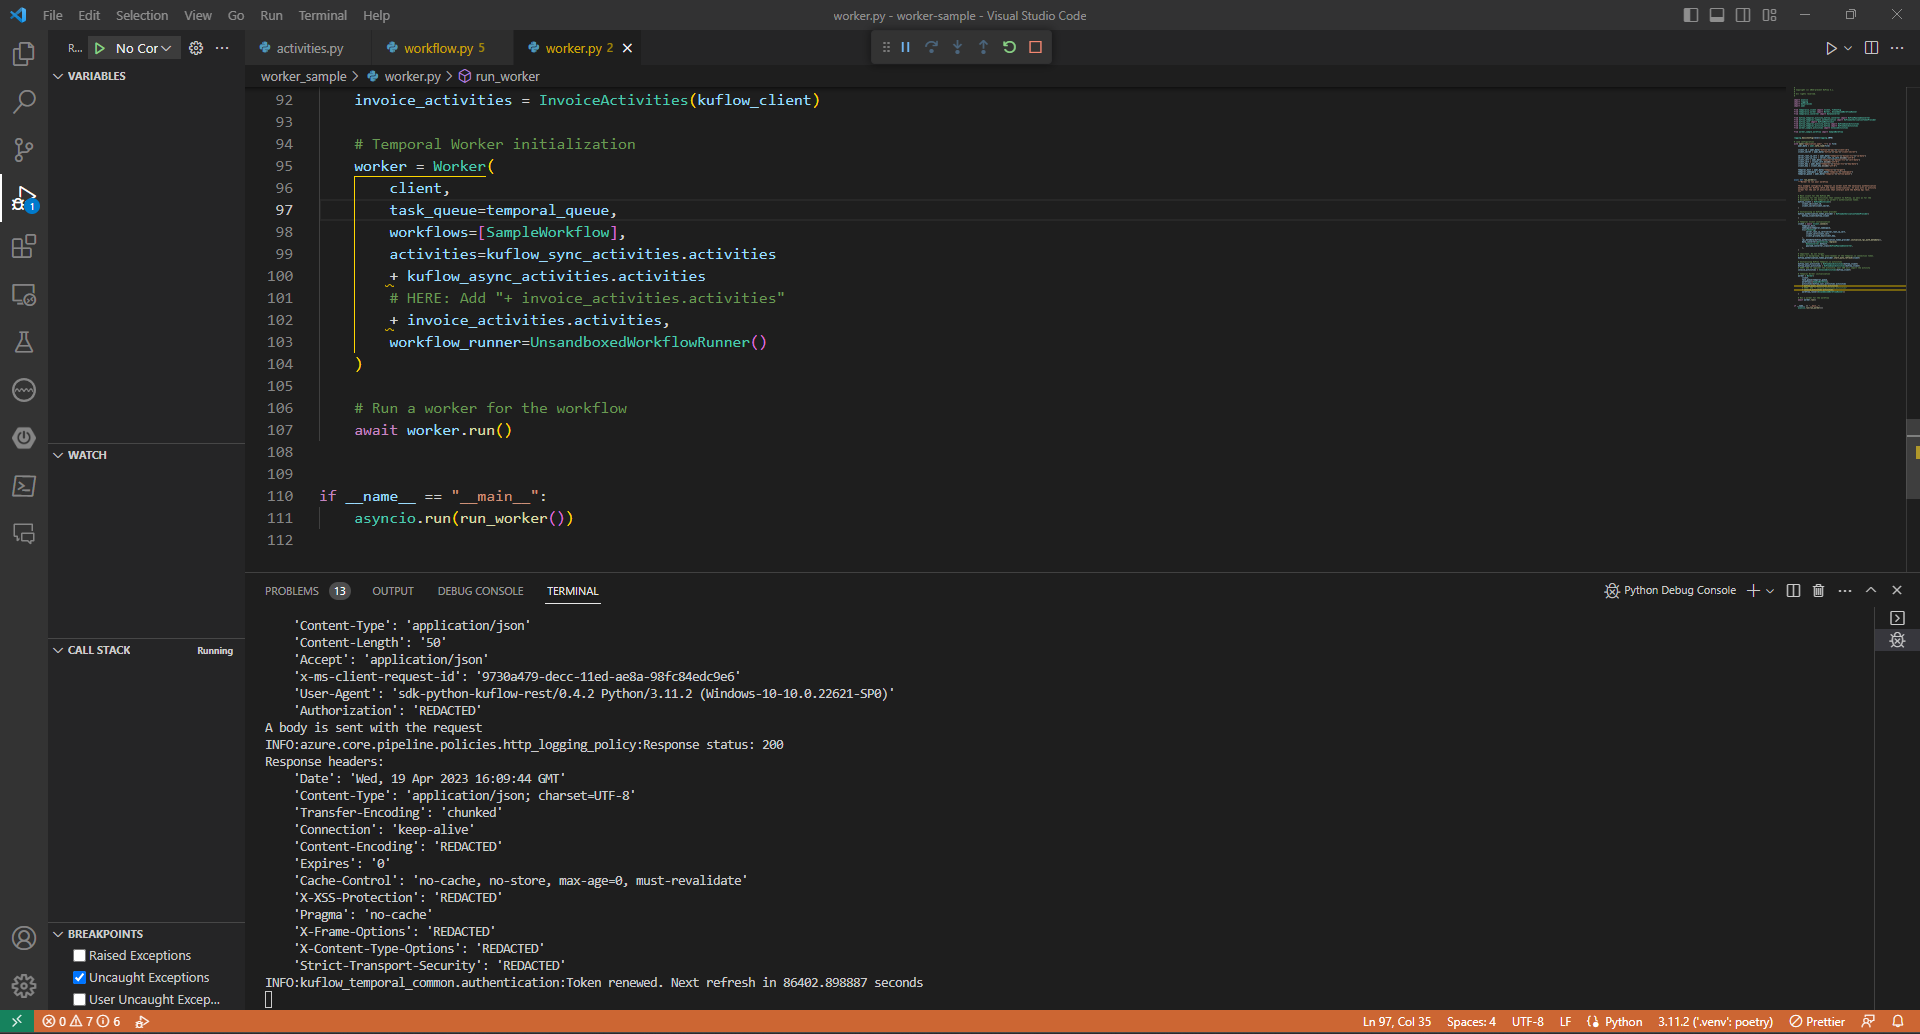 File Edit Selection View Go Run Terminal Help
worker.py - worker-sample - Visual Studio Code
R... No Cor
activities.py
workflow.py 5
worker.py 2
worker_sample > worker.py > run_worker
VARIABLES
WATCH
CALL STACK Running
BREAKPOINTS
Raised Exceptions
Uncaught Exceptions
User Uncaught Excep...
1
92 invoice_activities = InvoiceActivities(kuflow_client)
93
94 # Temporal Worker initialization
95 worker = Worker(
96 client,
97 task_queue=temporal_queue,
98 workflows=[SampleWorkflow],
99 activities=kuflow_sync_activities.activities
100 + kuflow_async_activities.activities
101 # HERE: Add "+ invoice_activities.activities"
102 + invoice_activities.activities,
103 workflow_runner=UnsandboxedWorkflowRunner()
104 )
105
106 # Run a worker for the workflow
107 await worker.run()
108
109
110 if __name__ == "__main__":
111 asyncio.run(run_worker())
112
PROBLEMS 13 OUTPUT DEBUG CONSOLE TERMINAL
Python Debug Console
'Content-Type': 'application/json'
'Content-Length': '50'
'Accept': 'application/json'
'x-ms-client-request-id': '9730a479-decc-11ed-ae8a-98fc84edc9e6'
'User-Agent': 'sdk-python-kuflow-rest/0.4.2 Python/3.11.2 (Windows-10-10.0.22621-SP0)'
'Authorization': 'REDACTED'
A body is sent with the request
INFO:azure.core.pipeline.policies.http_logging_policy:Response status: 200
Response headers:
'Date': 'Wed, 19 Apr 2023 16:09:44 GMT'
'Content-Type': 'application/json; charset=UTF-8'
'Transfer-Encoding': 'chunked'
'Connection': 'keep-alive'
'Content-Encoding': 'REDACTED'
'Expires': '0'
'Cache-Control': 'no-cache, no-store, max-age=0, must-revalidate'
'X-XSS-Protection': 'REDACTED'
'Pragma': 'no-cache'
'X-Frame-Options': 'REDACTED'
'X-Content-Type-Options': 'REDACTED'
'Strict-Transport-Security': 'REDACTED'
INFO:kuflow_temporal_common.authentication:Token renewed. Next refresh in 86402.898887 seconds
0 7 6
Ln 97, Col 35 Spaces: 4 UTF-8 LF Python 3.11.2 ('.venv': poetry) Prettier